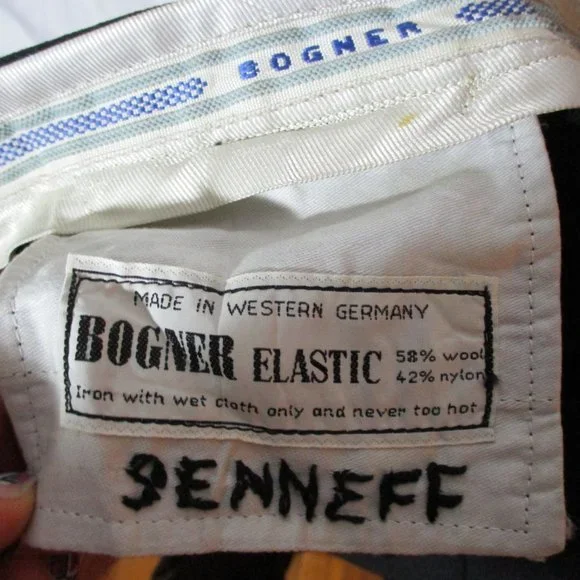 BOGNER
MADE IN WESTERN GERMANY
BOGNER ELASTIC 58% wool
42% nylon
Iron with wet cloth only and never too hot
SENNEFF